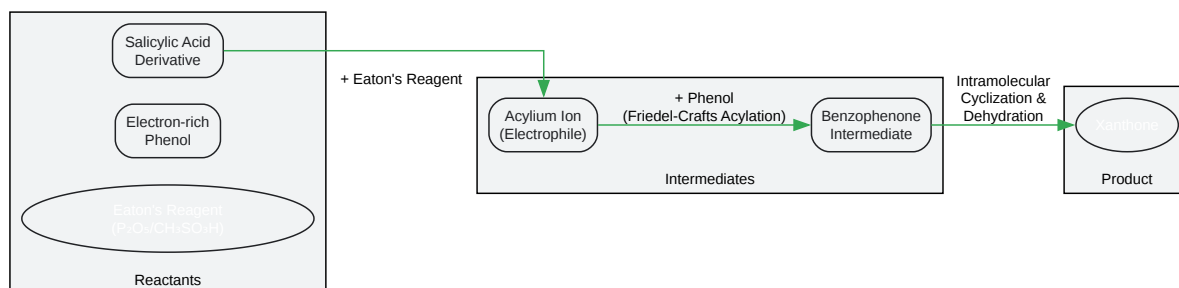 Salicylic Acid
Derivative
Electron-rich
Phenol
Eaton's Reagent
(P₂O₅/CH₃SO₃H)
Reactants
+ Eaton's Reagent
Acylium Ion
(Electrophile)
+ Phenol
(Friedel-Crafts Acylation)
Benzophenone
Intermediate
Intermediates
Intramolecular
Cyclization &
Dehydration
Xanthone
Product